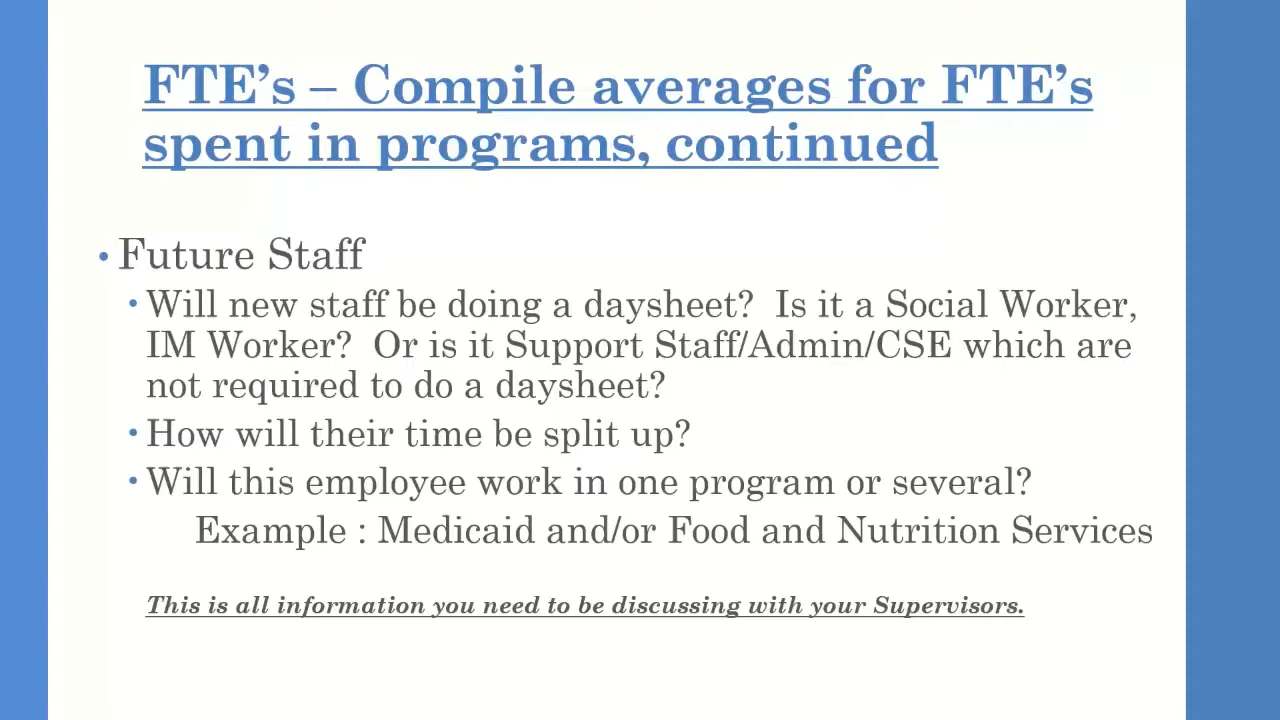 FTE’s – Compile averages for FTE’s
spent in programs, continued
• Future Staff
• Will new staff be doing a daysheet?  Is it a Social Worker,
IM Worker?  Or is it Support Staff/Admin/CSE which are
not required to do a daysheet?
• How will their time be split up?
• Will this employee work in one program or several?
Example : Medicaid and/or Food and Nutrition Services
This is all information you need to be discussing with your Supervisors.